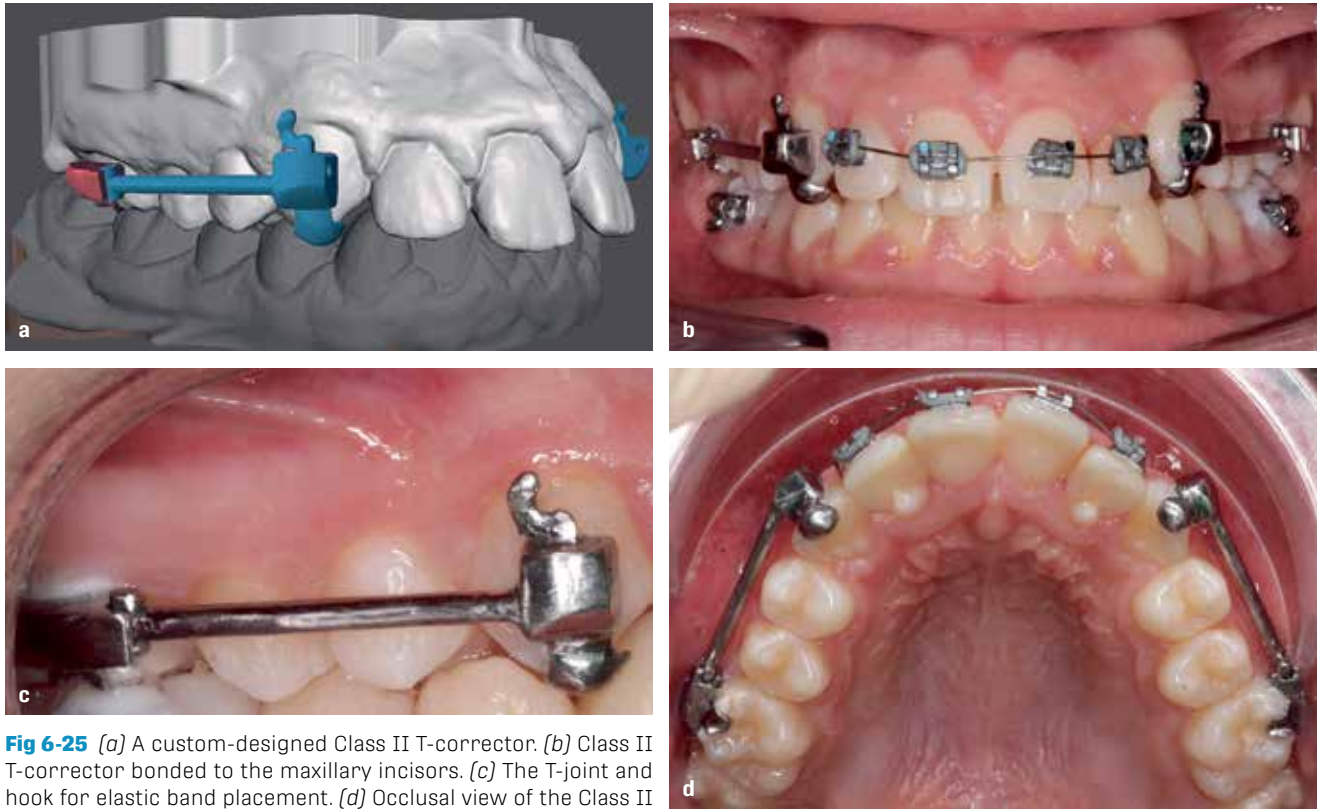 a
b
c
d
Fig 6-25 (a) A custom-designed Class II T-corrector. (b) Class II
T-corrector bonded to the maxillary incisors. (c) The T-joint and
hook for elastic band placement. (d) Occlusal view of the Class II